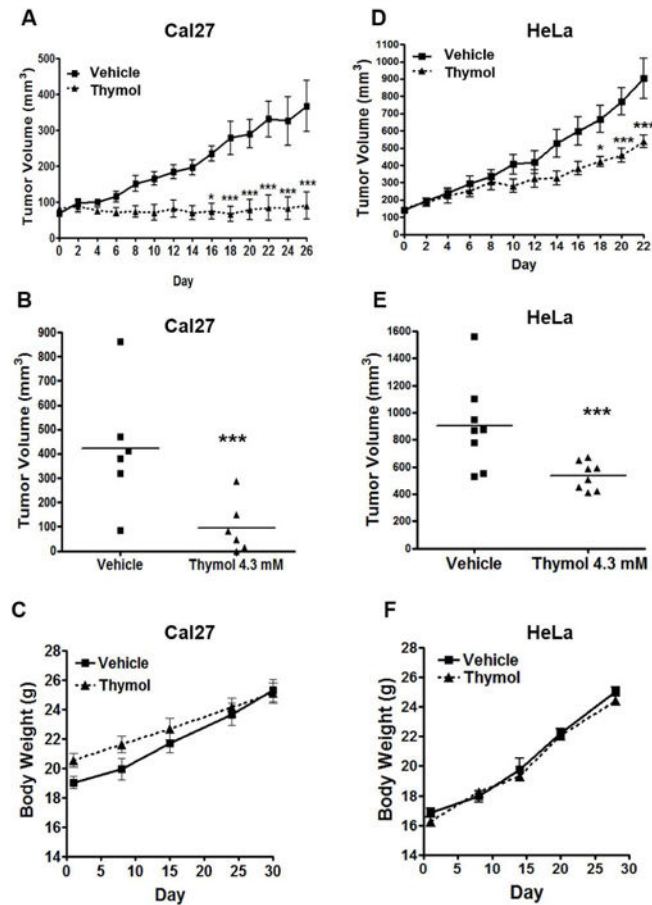 A
Cal27
Tumor Volume (mm³)
500
400
300
200
100
0
Vehicle
Thymol
* *** *** *** *** ***
0 2 4 6 8 10 12 14 16 18 20 22 24 26
Day
D
HeLa
Tumor Volume (mm³)
1100
1000
900
800
700
600
500
400
300
200
100
0
Vehicle
Thymol
* *** ***
0 2 4 6 8 10 12 14 16 18 20 22
Day
B
Cal27
Tumor Volume (mm³)
900
800
700
600
500
400
300
200
100
0
***
Vehicle Thymol 4.3 mM
E
HeLa
Tumor Volume (mm³)
1600
1400
1200
1000
800
600
400
200
0
***
Vehicle Thymol 4.3 mM
C
Cal27
Body Weight (g)
28
26
24
22
20
18
16
14
Vehicle
Thymol
0 5 10 15 20 25 30
Day
F
HeLa
Body Weight (g)
28
26
24
22
20
18
16
14
Vehicle
Thymol
0 5 10 15 20 25 30
Day